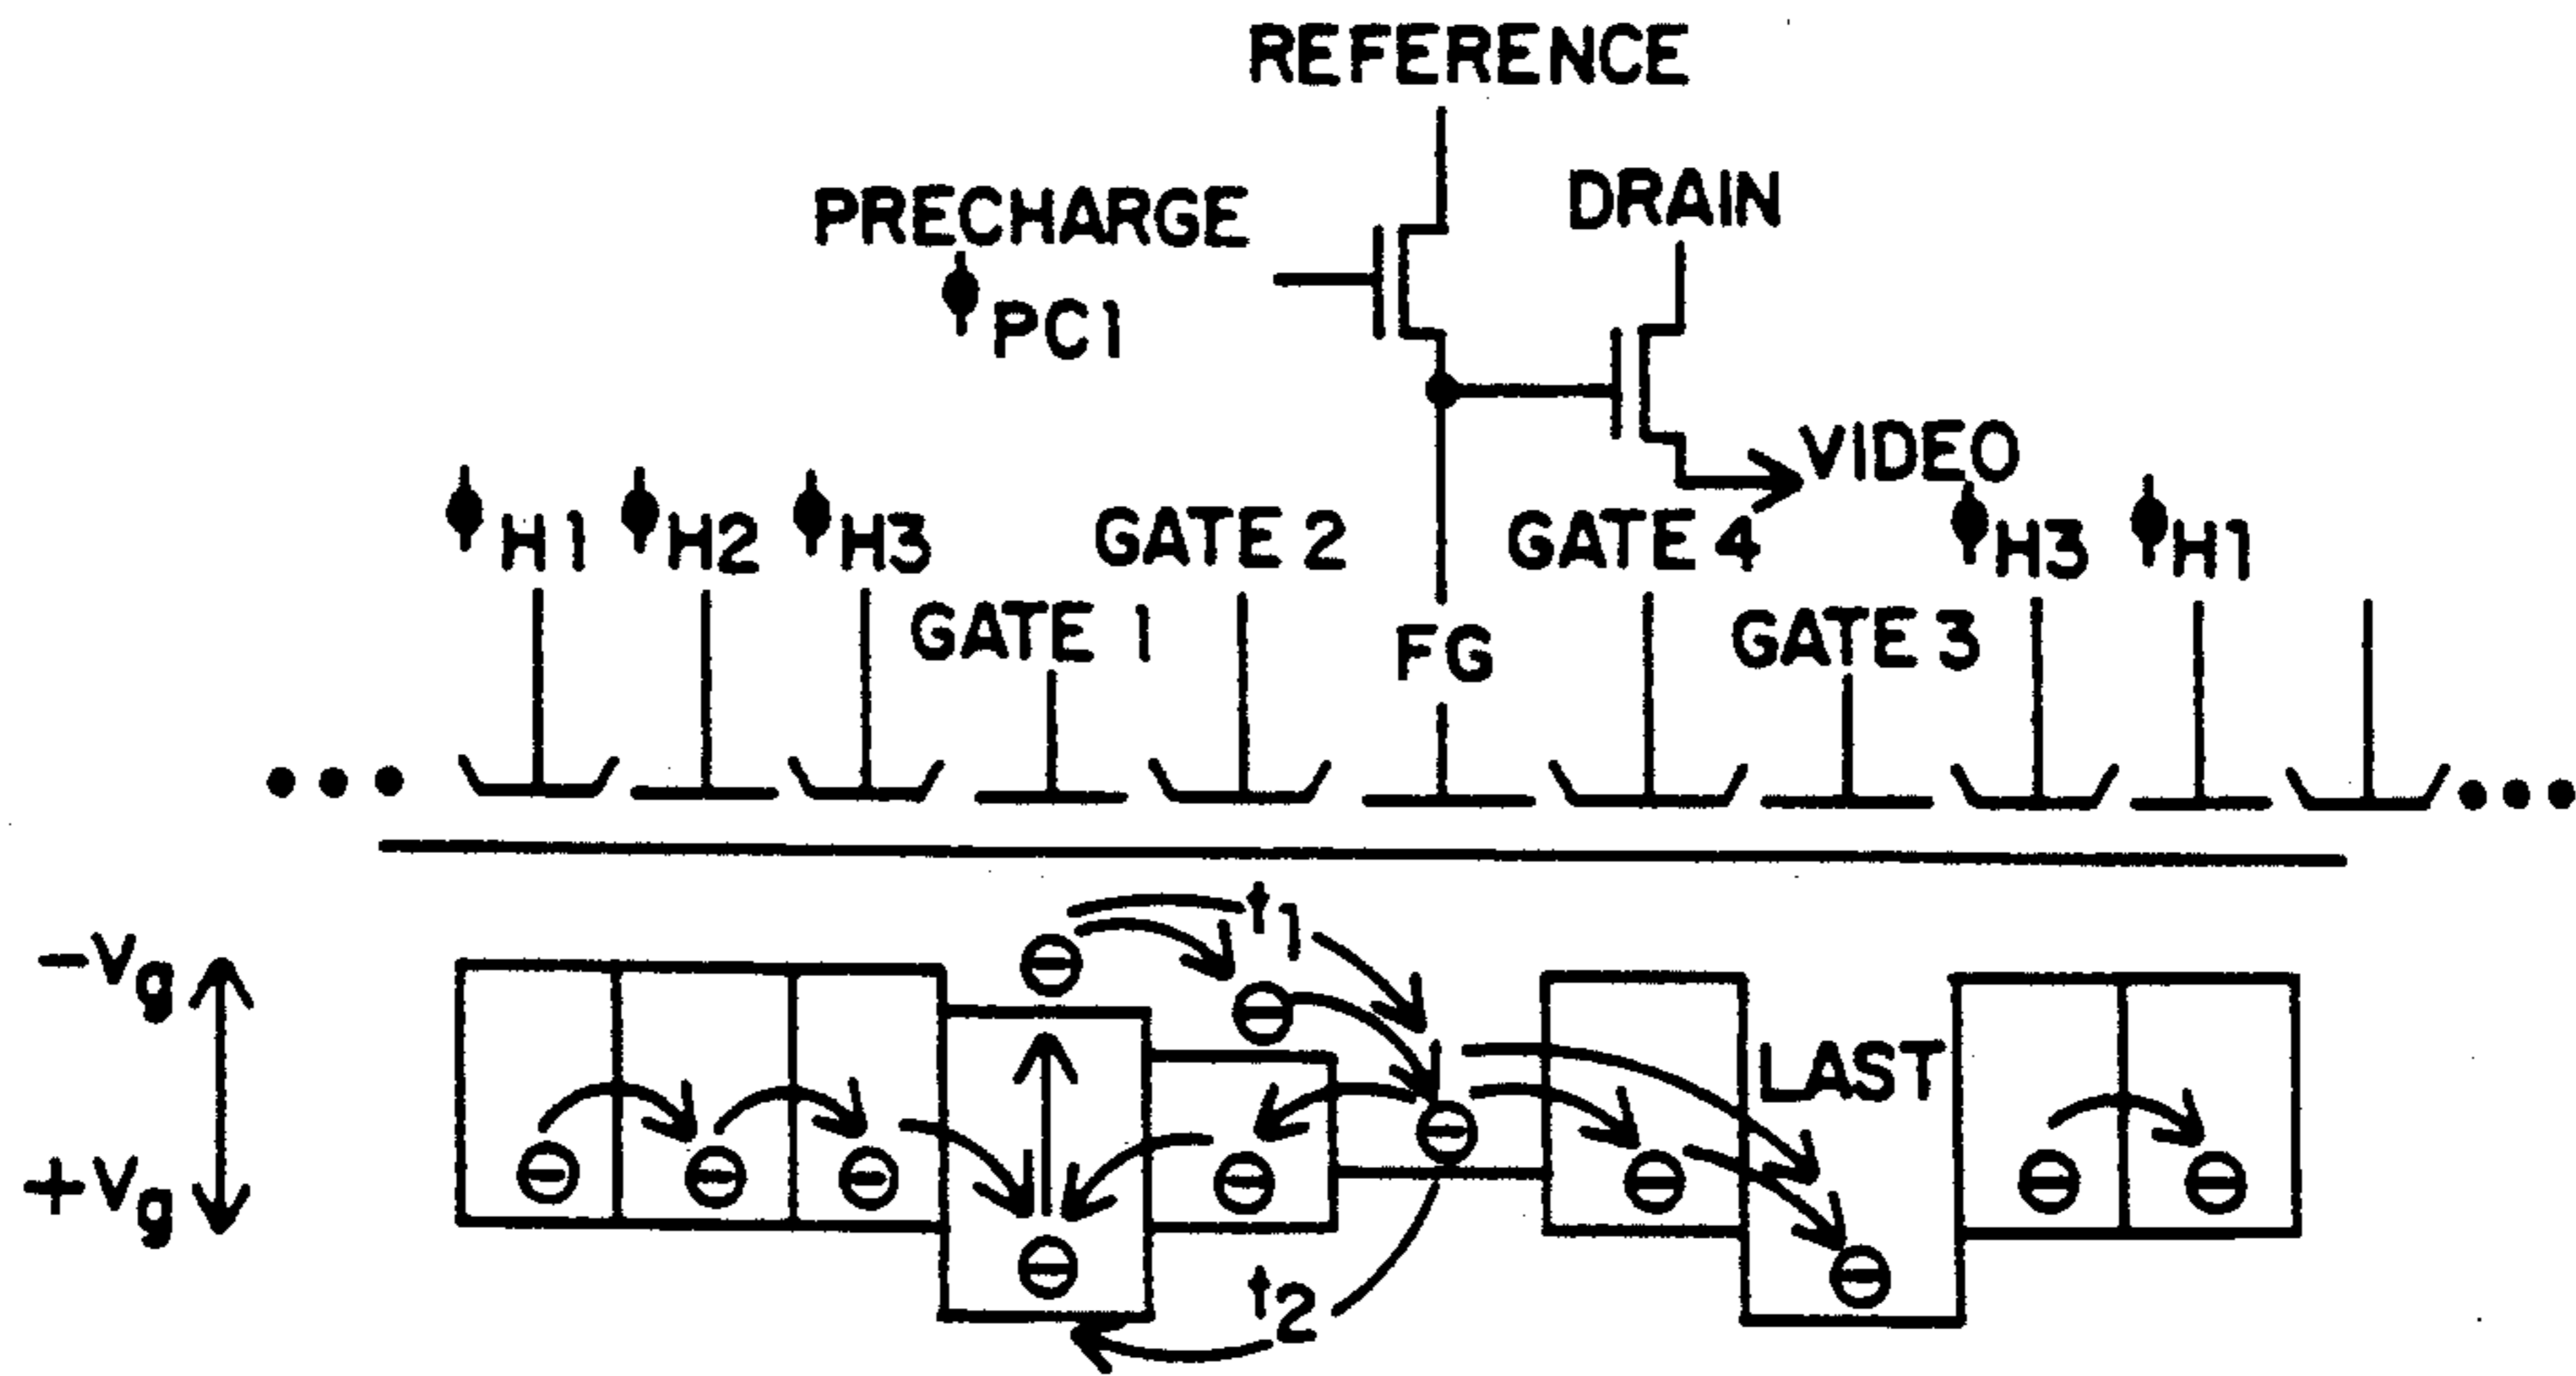 REFERENCE
PRECHARGE
ϕPC1
DRAIN
VIDEO
ϕH1 ϕH2 ϕH3 GATE 2 GATE 4 ϕH3 ϕH1
GATE 1 FG GATE 3
t1
-Vg
LAST
+Vg
t2